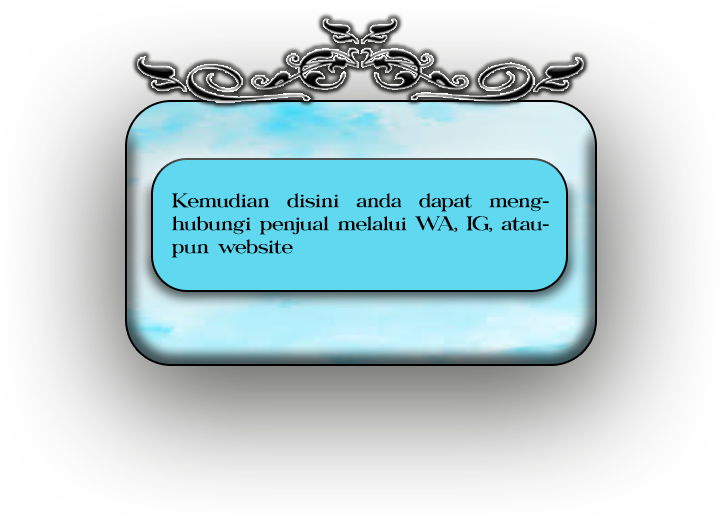 Kemudian disini anda dapat meng-
hubungi penjual melalui WA, IG, atau-
pun website